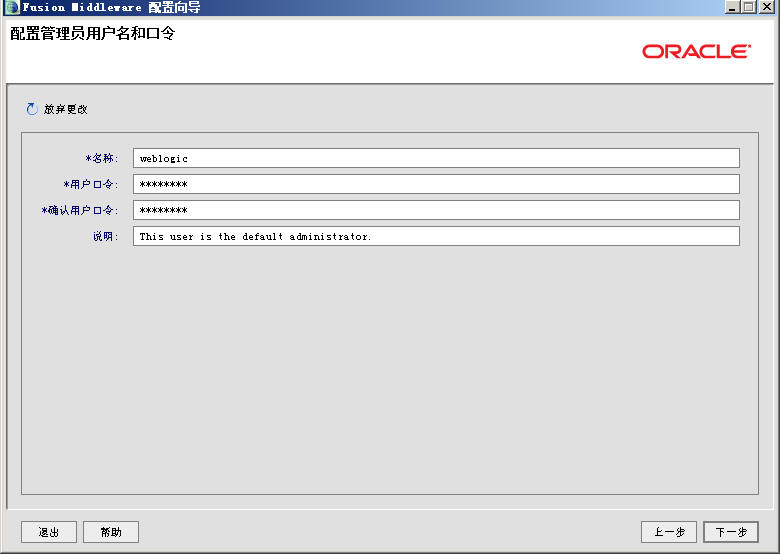 Fusion Middleware 配置向导
配置管理员用户名和口令
ORACLE
放弃更改
*名称: weblogic
*用户口令: ********
*确认用户口令: ********
说明: This user is the default administrator.
退出 帮助 上一步 下一步